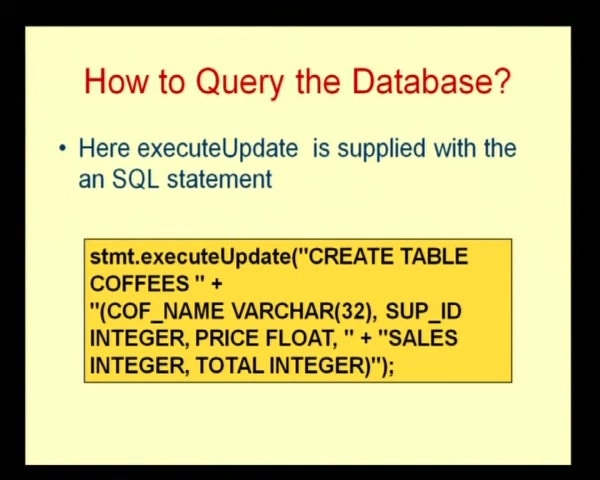 How to Query the Database?
• Here executeUpdate is supplied with the
an SQL statement
stmt.executeUpdate("CREATE TABLE
COFFEES " +
"(COF_NAME VARCHAR(32), SUP_ID
INTEGER, PRICE FLOAT, " + "SALES
INTEGER, TOTAL INTEGER)");